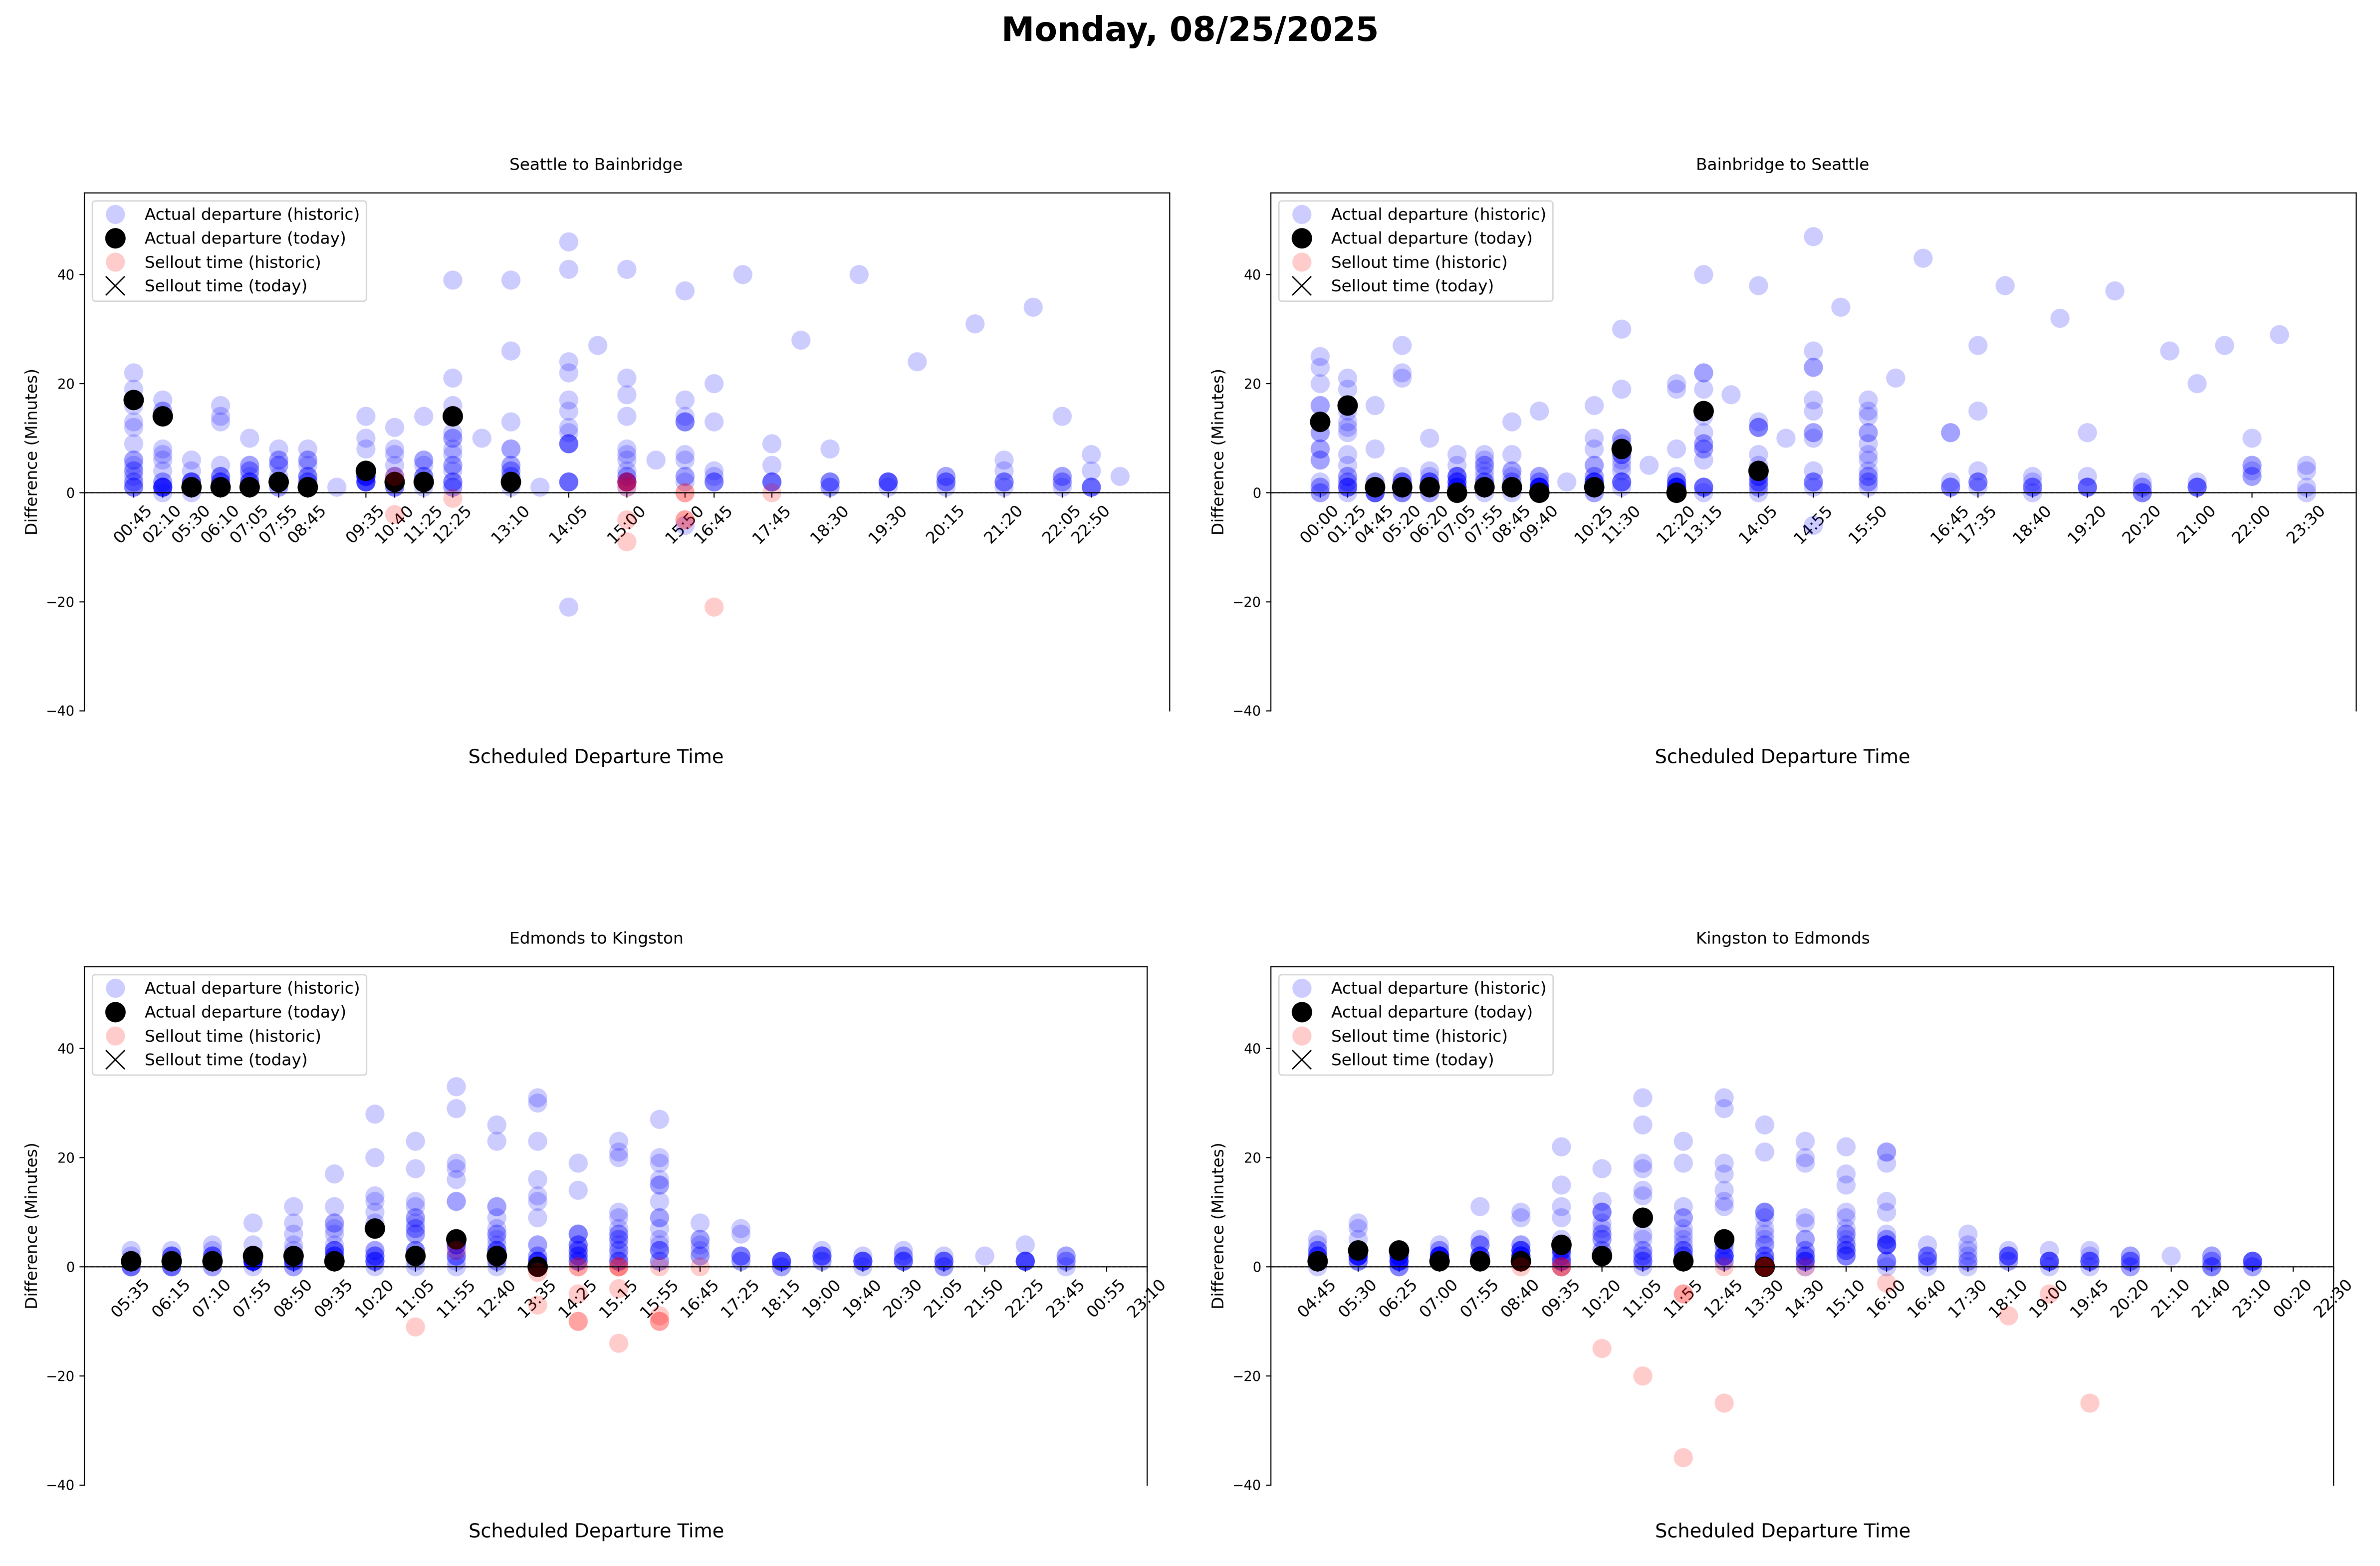 Monday, 08/25/2025
Seattle to Bainbridge
Actual departure (historic)
Actual departure (today)
Sellout time (historic)
Sellout time (today)
Difference (Minutes)
40
20
0
−20
−40
00:45 02:10 05:30 06:10 07:05 07:55 08:45 09:35 10:40 11:25 12:25 13:10 14:05 15:00 15:50 16:45 17:45 18:30 19:30 20:15 21:20 22:05 22:50
Scheduled Departure Time
Bainbridge to Seattle
Actual departure (historic)
Actual departure (today)
Sellout time (historic)
Sellout time (today)
Difference (Minutes)
40
20
0
−20
−40
00:00 01:25 04:45 05:20 06:20 07:05 07:55 08:45 09:40 10:25 11:30 12:20 13:15 14:05 14:55 15:50 16:45 17:35 18:40 19:20 20:20 21:00 22:00 23:30
Scheduled Departure Time
Edmonds to Kingston
Actual departure (historic)
Actual departure (today)
Sellout time (historic)
Sellout time (today)
Difference (Minutes)
40
20
0
−20
−40
05:35 06:15 07:10 07:55 08:50 09:35 10:20 11:05 11:55 12:40 13:35 14:25 15:15 15:55 16:45 17:25 18:15 19:00 19:40 20:30 21:05 21:50 22:25 23:45 00:55 23:10
Scheduled Departure Time
Kingston to Edmonds
Actual departure (historic)
Actual departure (today)
Sellout time (historic)
Sellout time (today)
Difference (Minutes)
40
20
0
−20
−40
04:45 05:30 06:25 07:00 07:55 08:40 09:35 10:20 11:05 11:55 12:45 13:30 14:30 15:10 16:00 16:40 17:30 18:10 19:00 19:45 20:20 21:10 21:40 23:10 00:20 22:30
Scheduled Departure Time